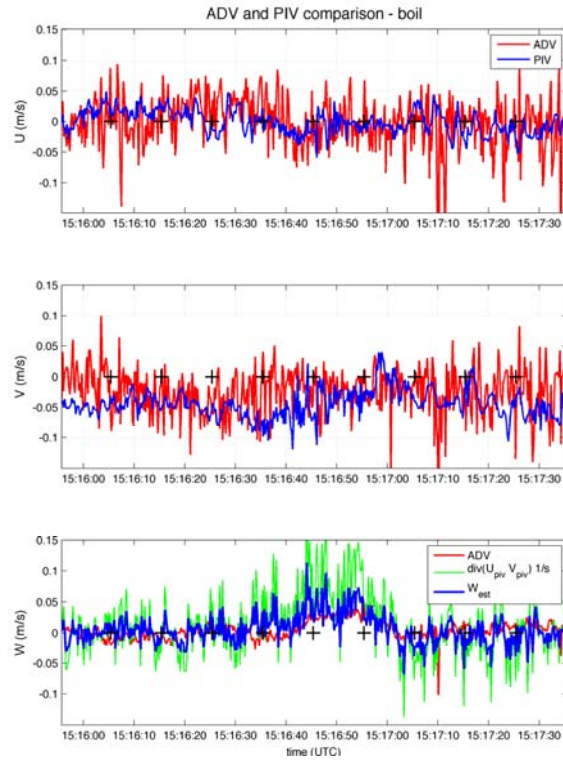 ADV and PIV comparison - boil
0.15
0.1
0.05
0
-0.05
-0.1
U (m/s)
ADV
PIV
15:16:00 15:16:10 15:16:20 15:16:30 15:16:40 15:16:50 15:17:00 15:17:10 15:17:20 15:17:30
0.15
0.1
0.05
0
-0.05
-0.1
V (m/s)
15:16:00 15:16:10 15:16:20 15:16:30 15:16:40 15:16:50 15:17:00 15:17:10 15:17:20 15:17:30
0.15
0.1
0.05
0
-0.05
-0.1
W (m/s)
ADV
div(U_piv, V_piv) 1/s
W_est
15:16:00 15:16:10 15:16:20 15:16:30 15:16:40 15:16:50 15:17:00 15:17:10 15:17:20 15:17:30
time (UTC)